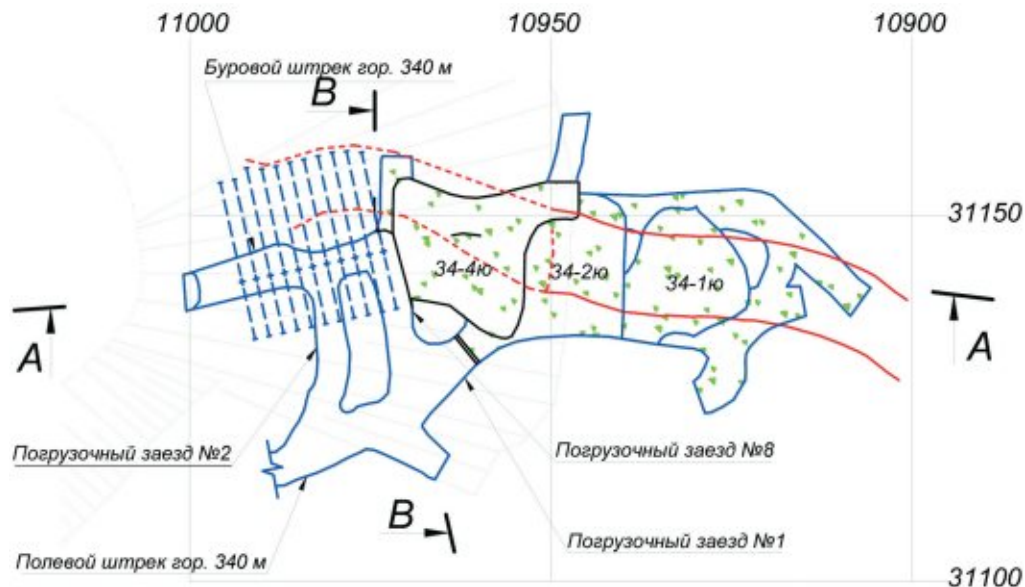 11000
10950
10900
Буровой штрек гор. 340 м
В
31150
34-4ю
34-2ю
34-1ю
А
А
Погрузочный заезд №2
Погрузочный заезд №8
В
Погрузочный заезд №1
Полевой штрек гор. 340 м
31100